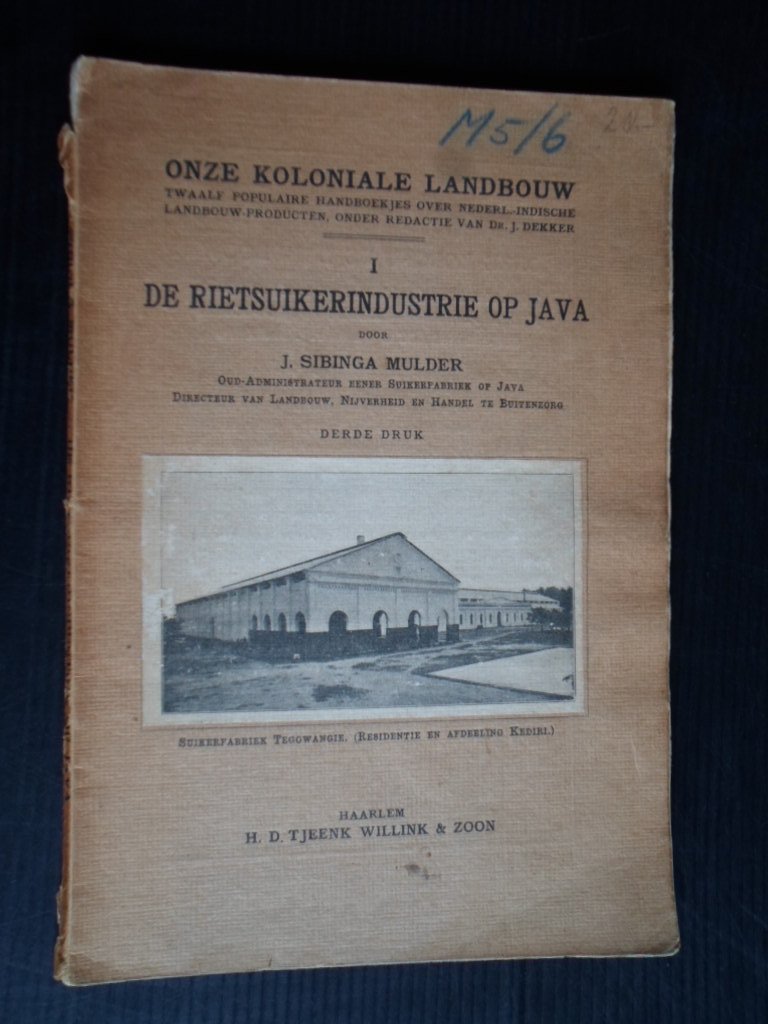 M5/6
ONZE KOLONIALE LANDBOUW
TWAALF POPULAIRE HANDBOEKJES OVER NEDERL.-INDISCHE
LANDBOUW-PRODUCTEN, ONDER REDACTIE VAN DR. J. DEKKER
I
DE RIETSUIKERINDUSTRIE OP JAVA
DOOR
J. SIBINGA MULDER
OUD-ADMINISTRATEUR EENER SUIKERFABRIEK OP JAVA
DIRECTEUR VAN LANDBOUW, NIJVERHEID EN HANDEL TE BUITENZORG
DERDE DRUK
SUIKERFABRIEK TEGOWANGIE. (RESIDENTIE EN AFDEELING KEDIRI.)
HAARLEM
H. D. TJEENK WILLINK & ZOON